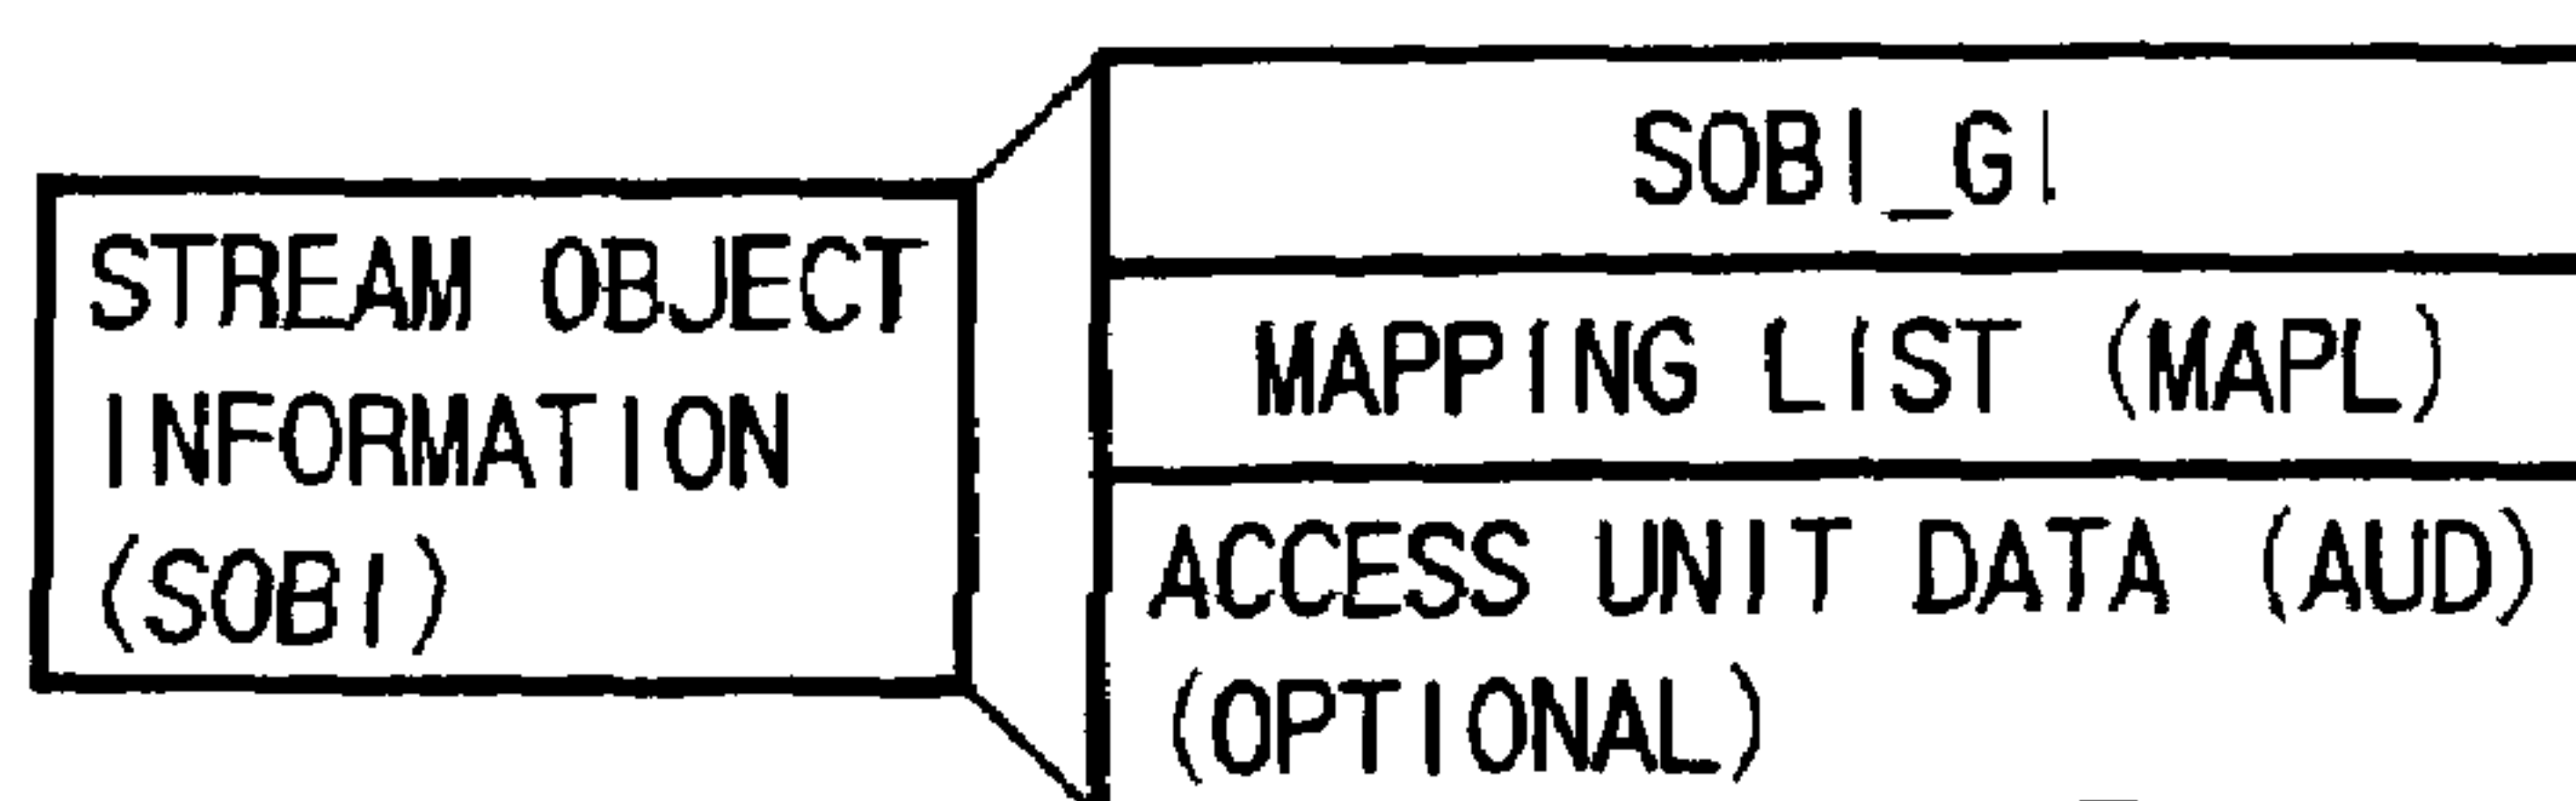 STREAM OBJECT
INFORMATION
(SOBI)
SOBI_GI
MAPPING LIST (MAPL)
ACCESS UNIT DATA (AUD)
(OPTIONAL)